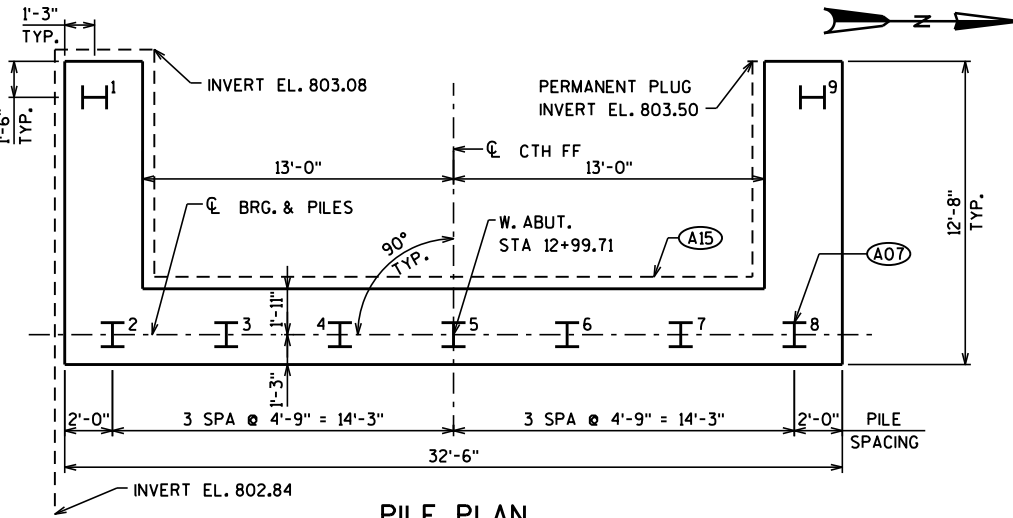 1'-3"
TYP.
N
INVERT EL. 803.08
PERMANENT PLUG
INVERT EL. 803.50
1
9
1'-6"
TYP.
℄ CTH FF
13'-0"
13'-0"
12'-8"
TYP.
℄ BRG. & PILES
W. ABUT.
STA 12+99.71
90°
TYP.
A15
A07
1'-11"
2
3
4
5
6
7
8
1'-3"
2'-0"
3 SPA @ 4'-9" = 14'-3"
3 SPA @ 4'-9" = 14'-3"
2'-0"
PILE
SPACING
32'-6"
INVERT EL. 802.84
PILE PLAN